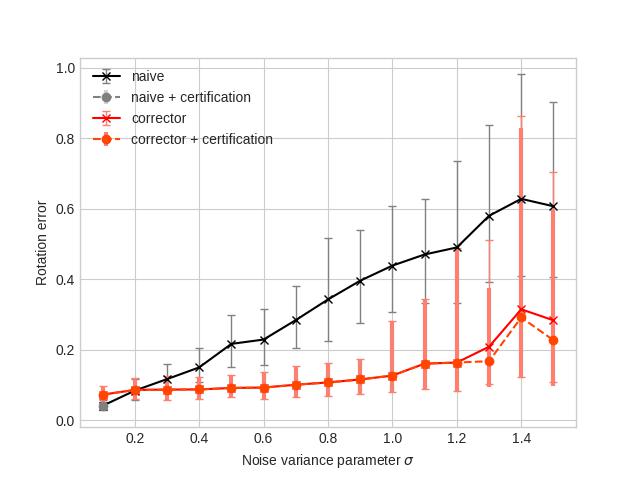 1.0
0.8
0.6
0.4
0.2
0.0
Rotation error
naive
naive + certification
corrector
corrector + certification
0.2 0.4 0.6 0.8 1.0 1.2 1.4
Noise variance parameter σ